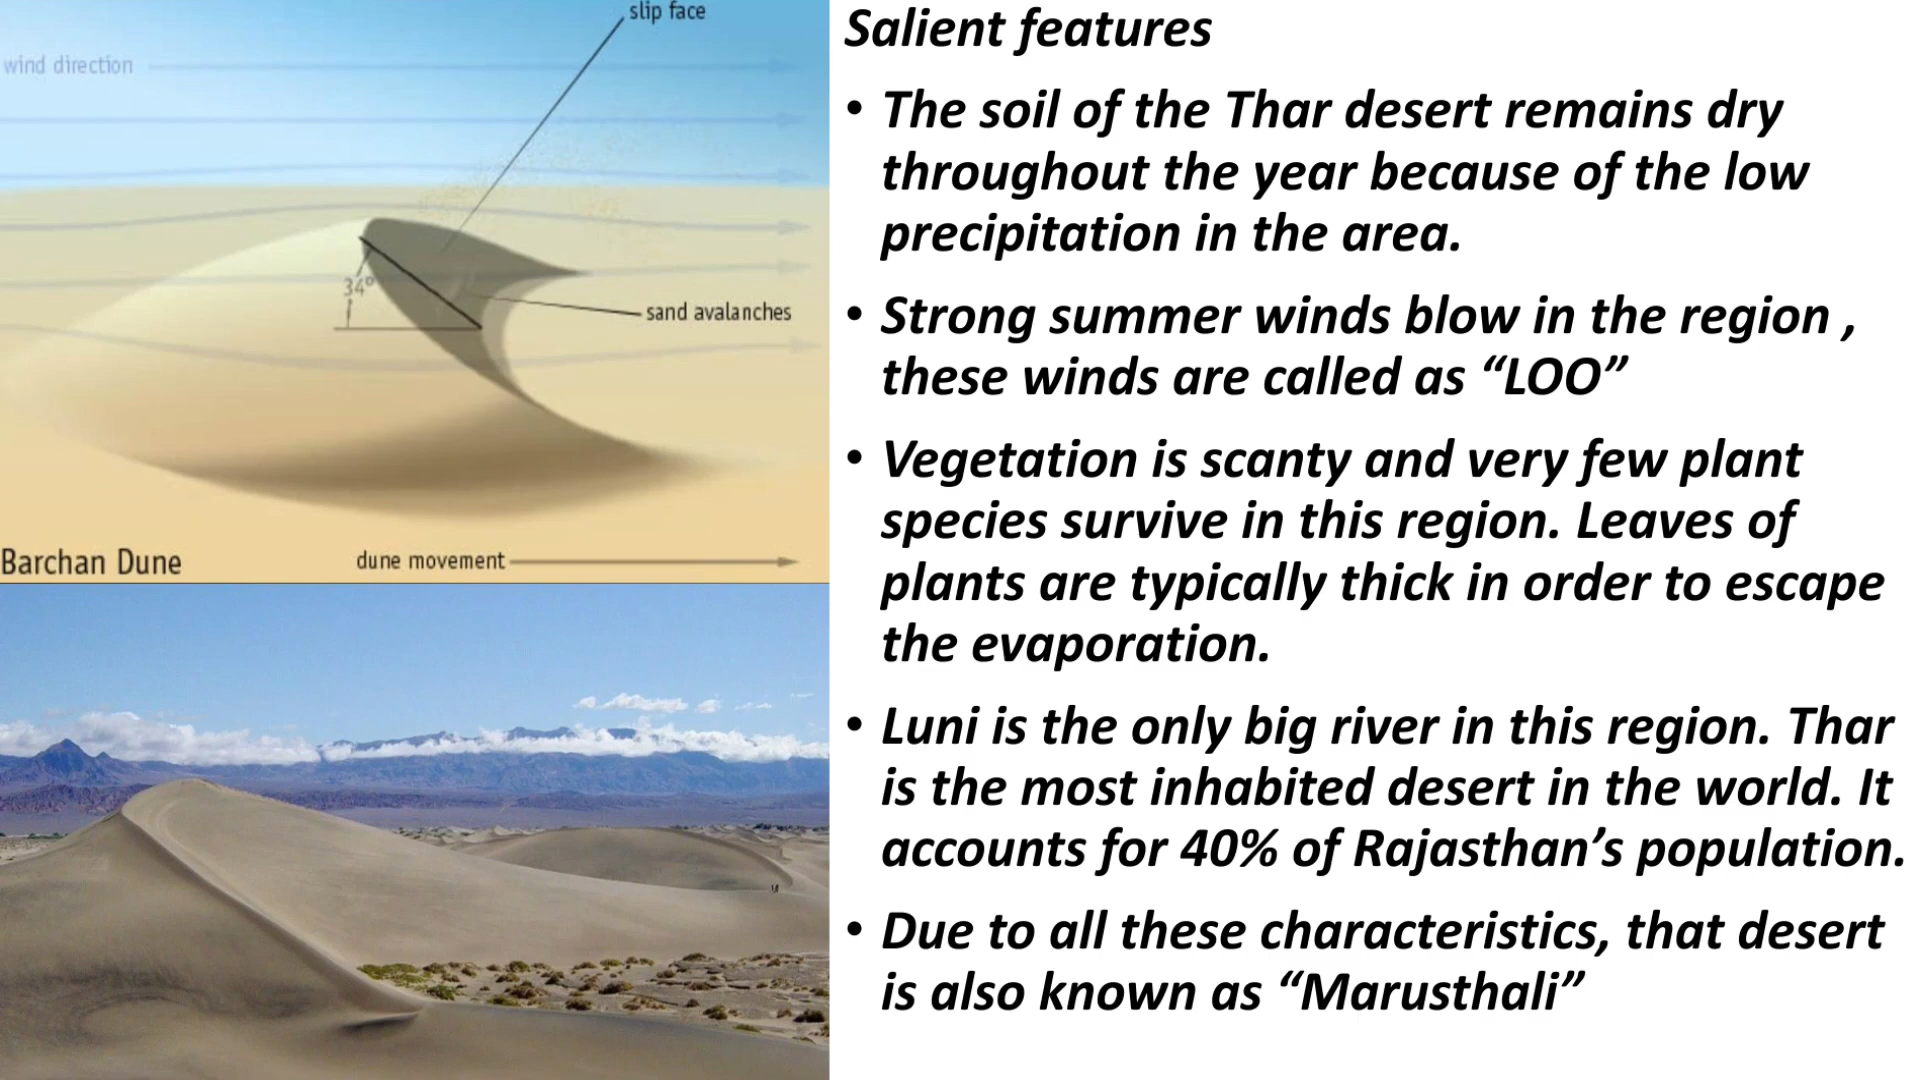 slip face
wind direction
34°
sand avalanches
Barchan Dune
dune movement
Salient features
• The soil of the Thar desert remains dry
throughout the year because of the low
precipitation in the area.
• Strong summer winds blow in the region ,
these winds are called as “LOO”
• Vegetation is scanty and very few plant
species survive in this region. Leaves of
plants are typically thick in order to escape
the evaporation.
• Luni is the only big river in this region. Thar
is the most inhabited desert in the world. It
accounts for 40% of Rajasthan’s population.
• Due to all these characteristics, that desert
is also known as “Marusthali”